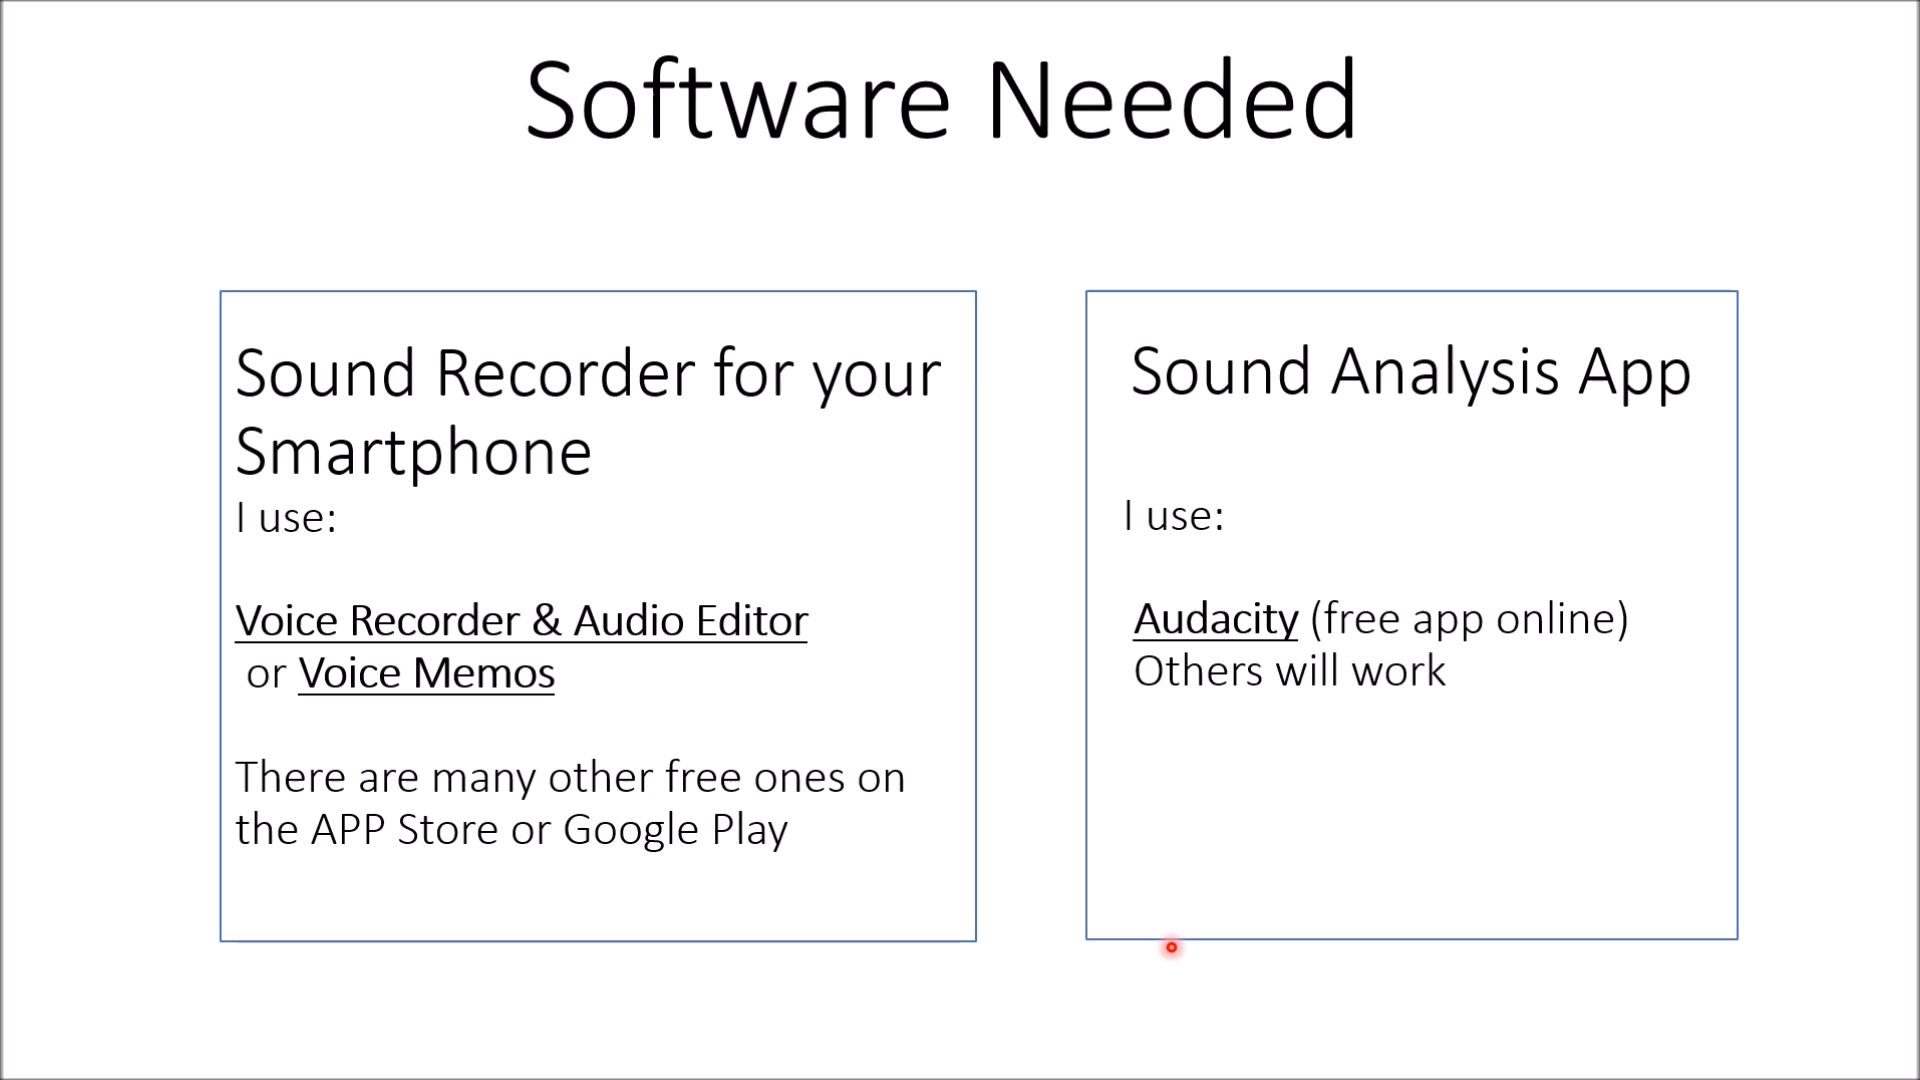 Software Needed
Sound Recorder for your
Smartphone
I use:
Voice Recorder & Audio Editor
or Voice Memos
There are many other free ones on
the APP Store or Google Play
Sound Analysis App
I use:
Audacity (free app online)
Others will work